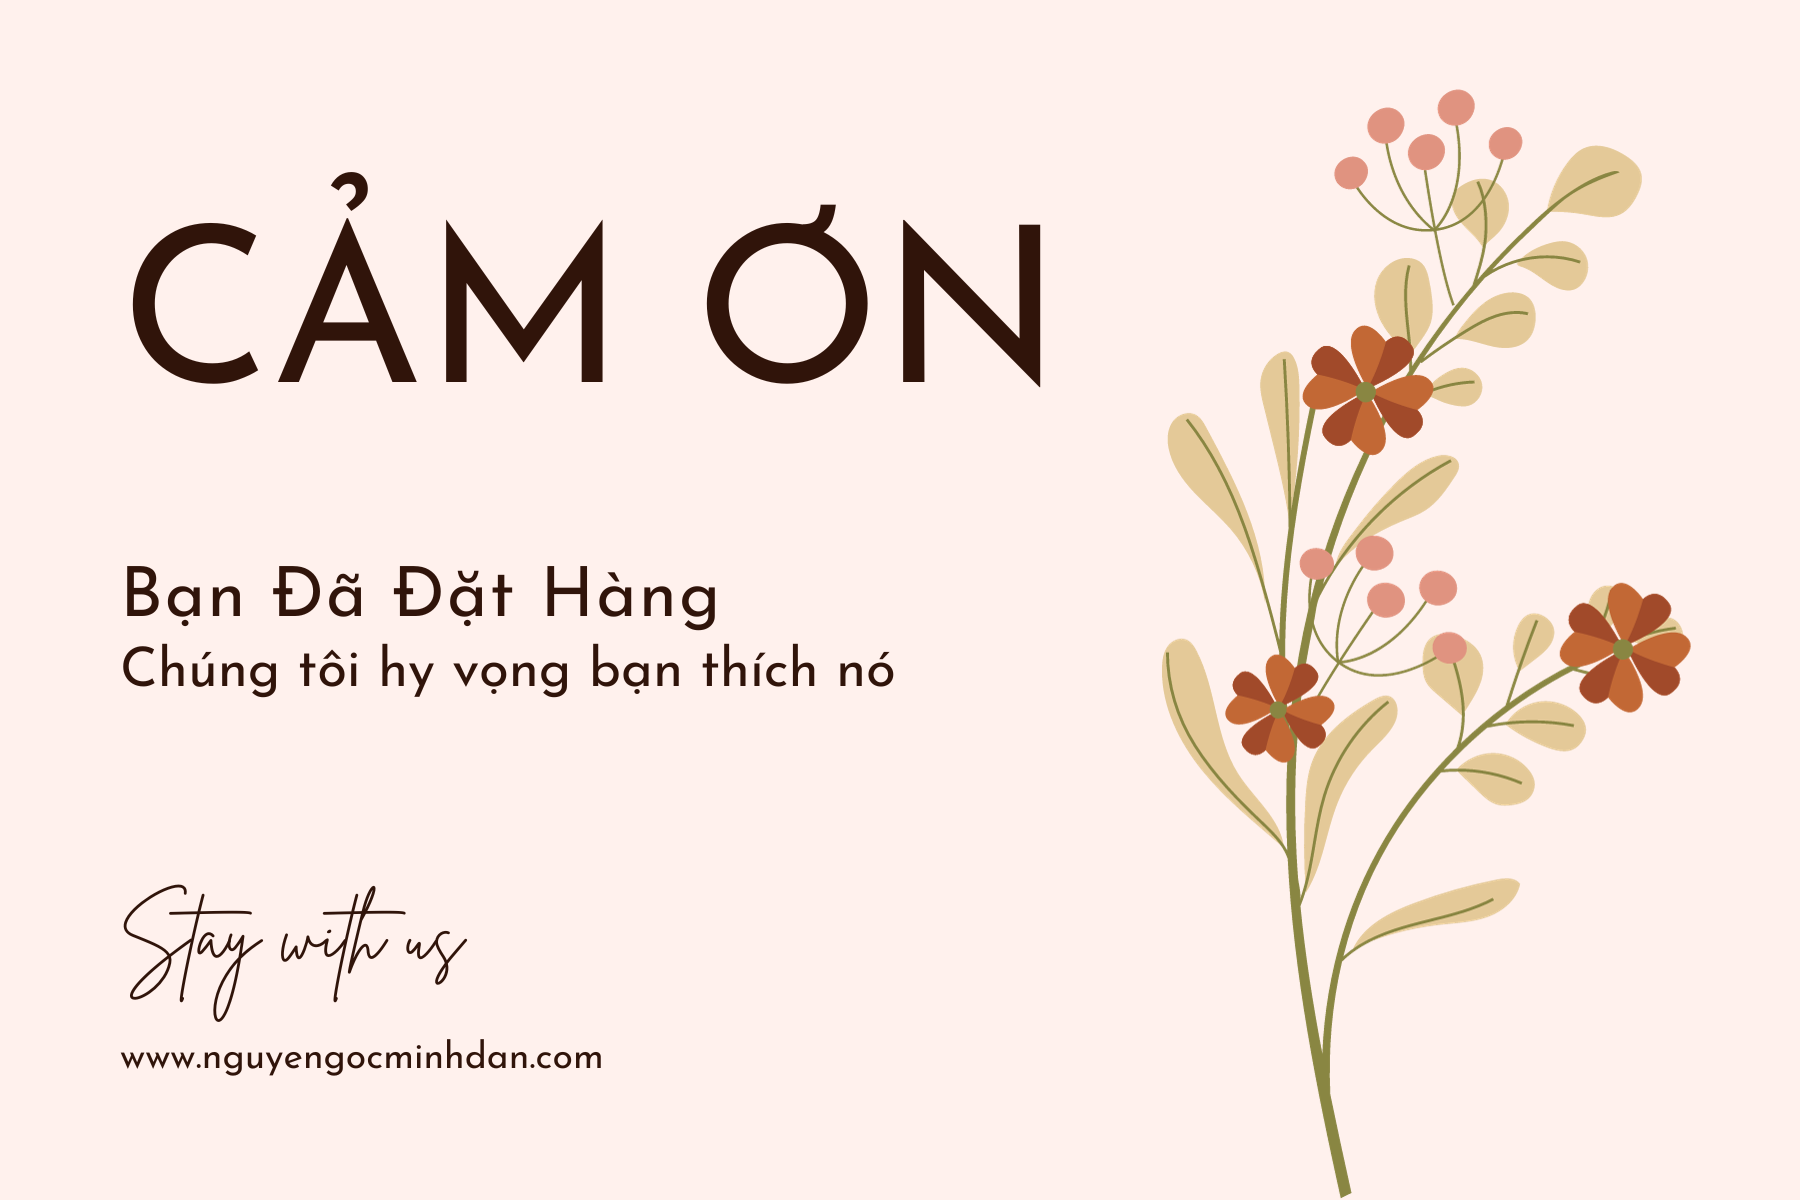 CẢM ƠN
Bạn Đã Đặt Hàng
Chúng tôi hy vọng bạn thích nó
Stay with us
www.nguyengocminhdan.com